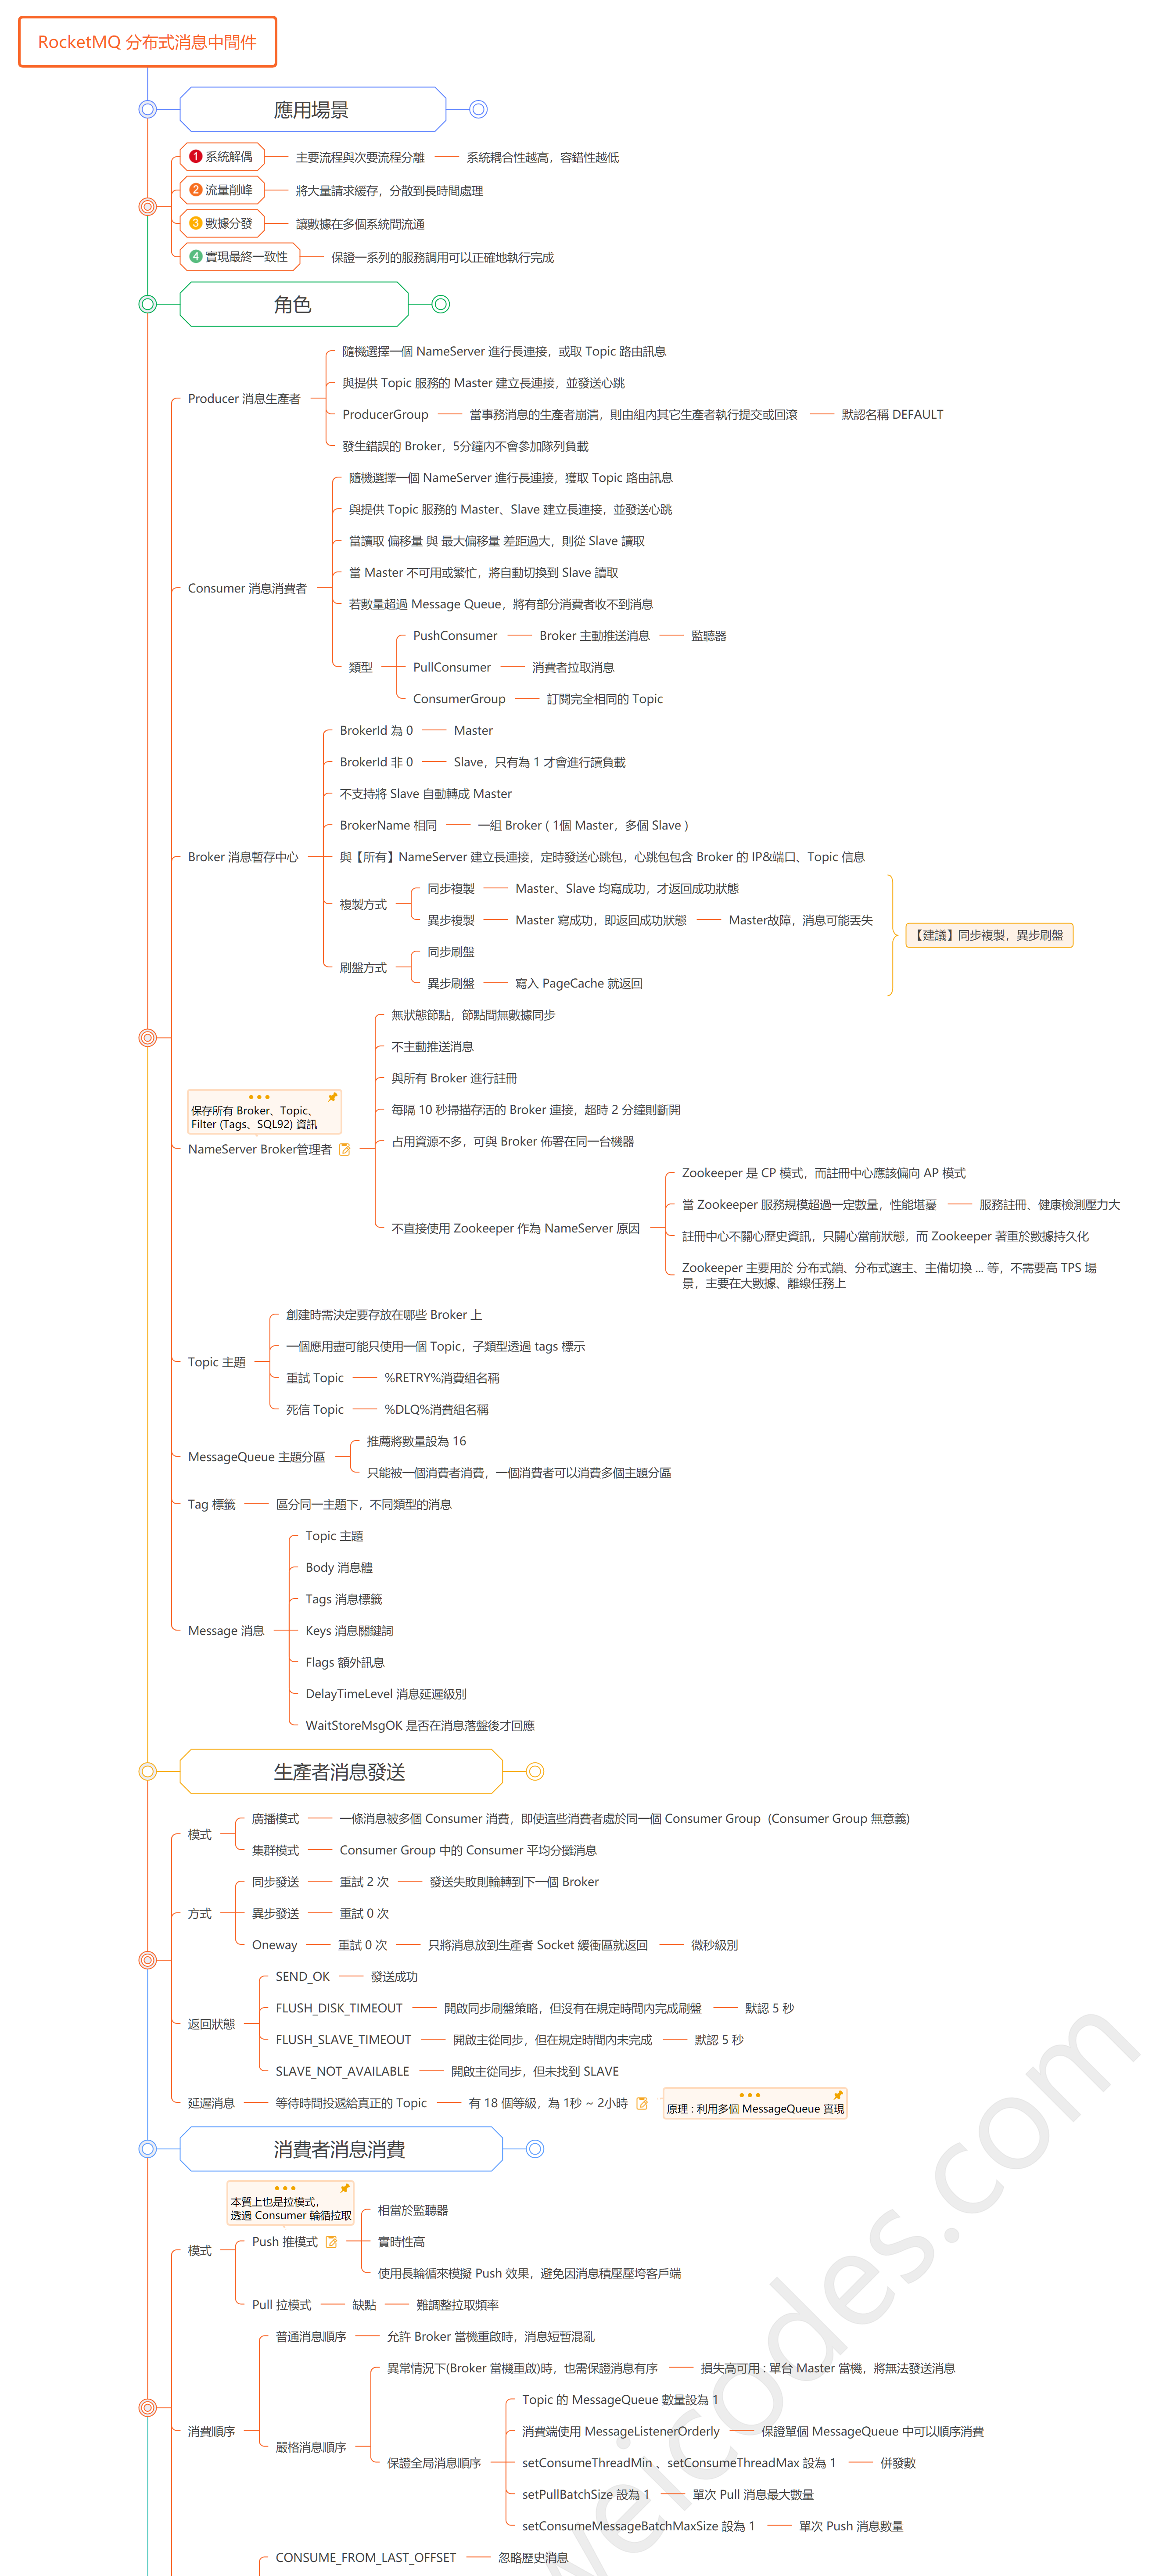 RocketMQ 分布式消息中間件
應用場景
1 系統解偶
主要流程與次要流程分離
系統耦合性越高，容錯性越低
2 流量削峰
將大量請求緩存，分散到長時間處理
3 數據分發
讓數據在多個系統間流通
4 實現最終一致性
保證一系列的服務調用可以正確地執行完成
角色
Producer 消息生產者
隨機選擇一個 NameServer 進行長連接，或取 Topic 路由訊息
與提供 Topic 服務的 Master 建立長連接，並發送心跳
ProducerGroup
當事務消息的生產者崩潰，則由組內其它生產者執行提交或回滾
默認名稱 DEFAULT
發生錯誤的 Broker，5分鐘內不會參加隊列負載
Consumer 消息消費者
隨機選擇一個 NameServer 進行長連接，獲取 Topic 路由訊息
與提供 Topic 服務的 Master、Slave 建立長連接，並發送心跳
當讀取 偏移量 與 最大偏移量 差距過大，則從 Slave 讀取
當 Master 不可用或繁忙，將自動切換到 Slave 讀取
若數量超過 Message Queue，將有部分消費者收不到消息
類型
PushConsumer
Broker 主動推送消息
監聽器
PullConsumer
消費者拉取消息
ConsumerGroup
訂閱完全相同的 Topic
Broker 消息暫存中心
BrokerId 為 0
Master
BrokerId 非 0
Slave，只有為 1 才會進行讀負載
不支持將 Slave 自動轉成 Master
BrokerName 相同
一組 Broker ( 1個 Master，多個 Slave )
與【所有】NameServer 建立長連接，定時發送心跳包，心跳包包含 Broker 的 IP&端口、Topic 信息
複製方式
同步複製
Master、Slave 均寫成功，才返回成功狀態
異步複製
Master 寫成功，即返回成功狀態
Master故障，消息可能丟失
刷盤方式
同步刷盤
異步刷盤
寫入 PageCache 就返回
【建議】同步複製，異步刷盤
保存所有 Broker、Topic、
Filter (Tags、SQL92) 資訊
NameServer Broker管理者
無狀態節點，節點間無數據同步
不主動推送消息
與所有 Broker 進行註冊
每隔 10 秒掃描存活的 Broker 連接，超時 2 分鐘則斷開
占用資源不多，可與 Broker 佈署在同一台機器
不直接使用 Zookeeper 作為 NameServer 原因
Zookeeper 是 CP 模式，而註冊中心應該偏向 AP 模式
當 Zookeeper 服務規模超過一定數量，性能堪憂
服務註冊、健康檢測壓力大
註冊中心不關心歷史資訊，只關心當前狀態，而 Zookeeper 著重於數據持久化
Zookeeper 主要用於 分布式鎖、分布式選主、主備切換 ... 等，不需要高 TPS 場
景，主要在大數據、離線任務上
Topic 主題
創建時需決定要存放在哪些 Broker 上
一個應用盡可能只使用一個 Topic，子類型透過 tags 標示
重試 Topic
%RETRY%消費組名稱
死信 Topic
%DLQ%消費組名稱
MessageQueue 主題分區
推薦將數量設為 16
只能被一個消費者消費，一個消費者可以消費多個主題分區
Tag 標籤
區分同一主題下，不同類型的消息
Message 消息
Topic 主題
Body 消息體
Tags 消息標籤
Keys 消息關鍵詞
Flags 額外訊息
DelayTimeLevel 消息延遲級別
WaitStoreMsgOK 是否在消息落盤後才回應
生產者消息發送
模式
廣播模式
一條消息被多個 Consumer 消費，即使這些消費者處於同一個 Consumer Group  (Consumer Group 無意義)
集群模式
Consumer Group 中的 Consumer 平均分攤消息
方式
同步發送
重試 2 次
發送失敗則輪轉到下一個 Broker
異步發送
重試 0 次
Oneway
重試 0 次
只將消息放到生產者 Socket 緩衝區就返回
微秒級別
返回狀態
SEND_OK
發送成功
FLUSH_DISK_TIMEOUT
開啟同步刷盤策略，但沒有在規定時間內完成刷盤
默認 5 秒
FLUSH_SLAVE_TIMEOUT
開啟主從同步，但在規定時間內未完成
默認 5 秒
SLAVE_NOT_AVAILABLE
開啟主從同步，但未找到 SLAVE
延遲消息
等待時間投遞給真正的 Topic
有 18 個等級，為 1秒 ~ 2小時
原理 : 利用多個 MessageQueue 實現
消費者消息消費
本質上也是拉模式，
透過 Consumer 輪循拉取
模式
Push 推模式
相當於監聽器
實時性高
使用長輪循來模擬 Push 效果，避免因消息積壓壓垮客戶端
Pull 拉模式
缺點
難調整拉取頻率
消費順序
普通消息順序
允許 Broker 當機重啟時，消息短暫混亂
嚴格消息順序
異常情況下(Broker 當機重啟)時，也需保證消息有序
損失高可用 : 單台 Master 當機，將無法發送消息
保證全局消息順序
Topic 的 MessageQueue 數量設為 1
消費端使用 MessageListenerOrderly
保證單個 MessageQueue 中可以順序消費
setConsumeThreadMin 、setConsumeThreadMax 設為 1
併發數
setPullBatchSize 設為 1
單次 Pull 消息最大數量
setConsumeMessageBatchMaxSize 設為 1
單次 Push 消息數量
CONSUME_FROM_LAST_OFFSET
忽略歷史消息
weicodes.com